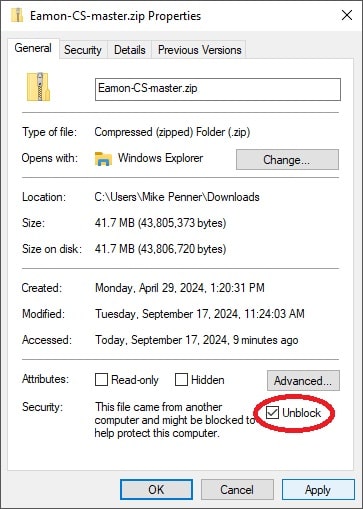 Eamon-CS-master.zip Properties
General Security Details Previous Versions
Eamon-CS-master.zip
Type of file: Compressed (zipped) Folder (.zip)
Opens with: Windows Explorer Change...
Location: C:\Users\Mike Penner\Downloads
Size: 41.7 MB (43,805,373 bytes)
Size on disk: 41.7 MB (43,806,720 bytes)
Created: Monday, April 29, 2024, 1:20:31 PM
Modified: Tuesday, September 17, 2024, 11:24:03 AM
Accessed: Today, September 17, 2024, 9 minutes ago
Attributes: Read-only Hidden Advanced...
Security: This file came from another Unblock
computer and might be blocked to
help protect this computer.
OK Cancel Apply